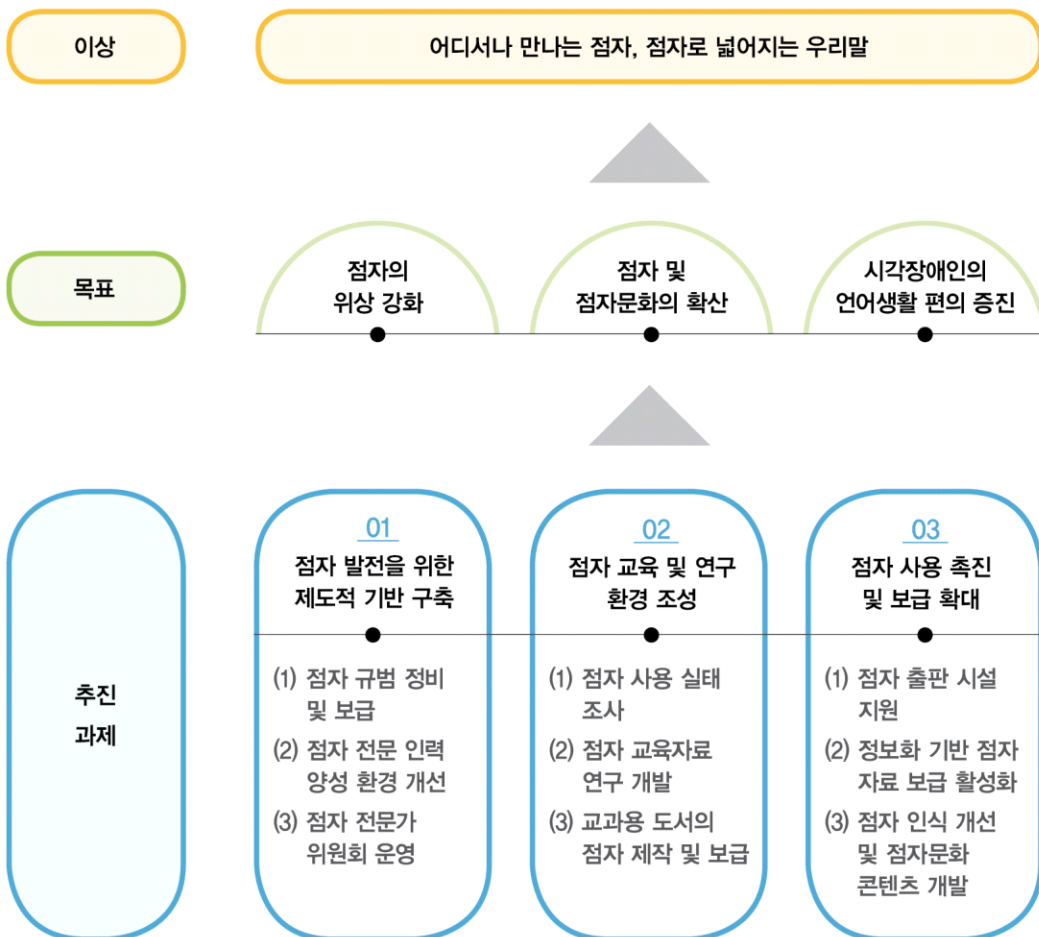 이상
어디서나 만나는 점자, 점자로 넓어지는 우리말
목표
점자의
위상 강화
점자 및
점자문화의 확산
시각장애인의
언어생활 편의 증진
추진
과제
01
점자 발전을 위한
제도적 기반 구축
(1) 점자 규범 정비
및 보급
(2) 점자 전문 인력
양성 환경 개선
(3) 점자 전문가
위원회 운영
02
점자 교육 및 연구
환경 조성
(1) 점자 사용 실태
조사
(2) 점자 교육자료
연구 개발
(3) 교과용 도서의
점자 제작 및 보급
03
점자 사용 촉진
및 보급 확대
(1) 점자 출판 시설
지원
(2) 정보화 기반 점자
자료 보급 활성화
(3) 점자 인식 개선
및 점자문화
콘텐츠 개발